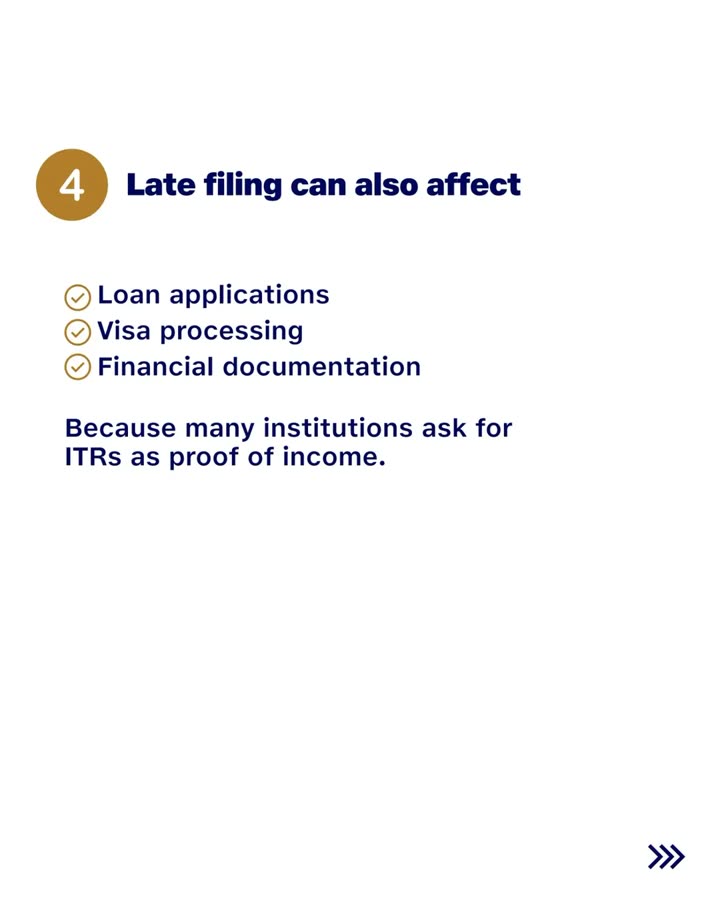 4 Late filing can also affect
Loan applications
Visa processing
Financial documentation
Because many institutions ask for
ITRs as proof of income.